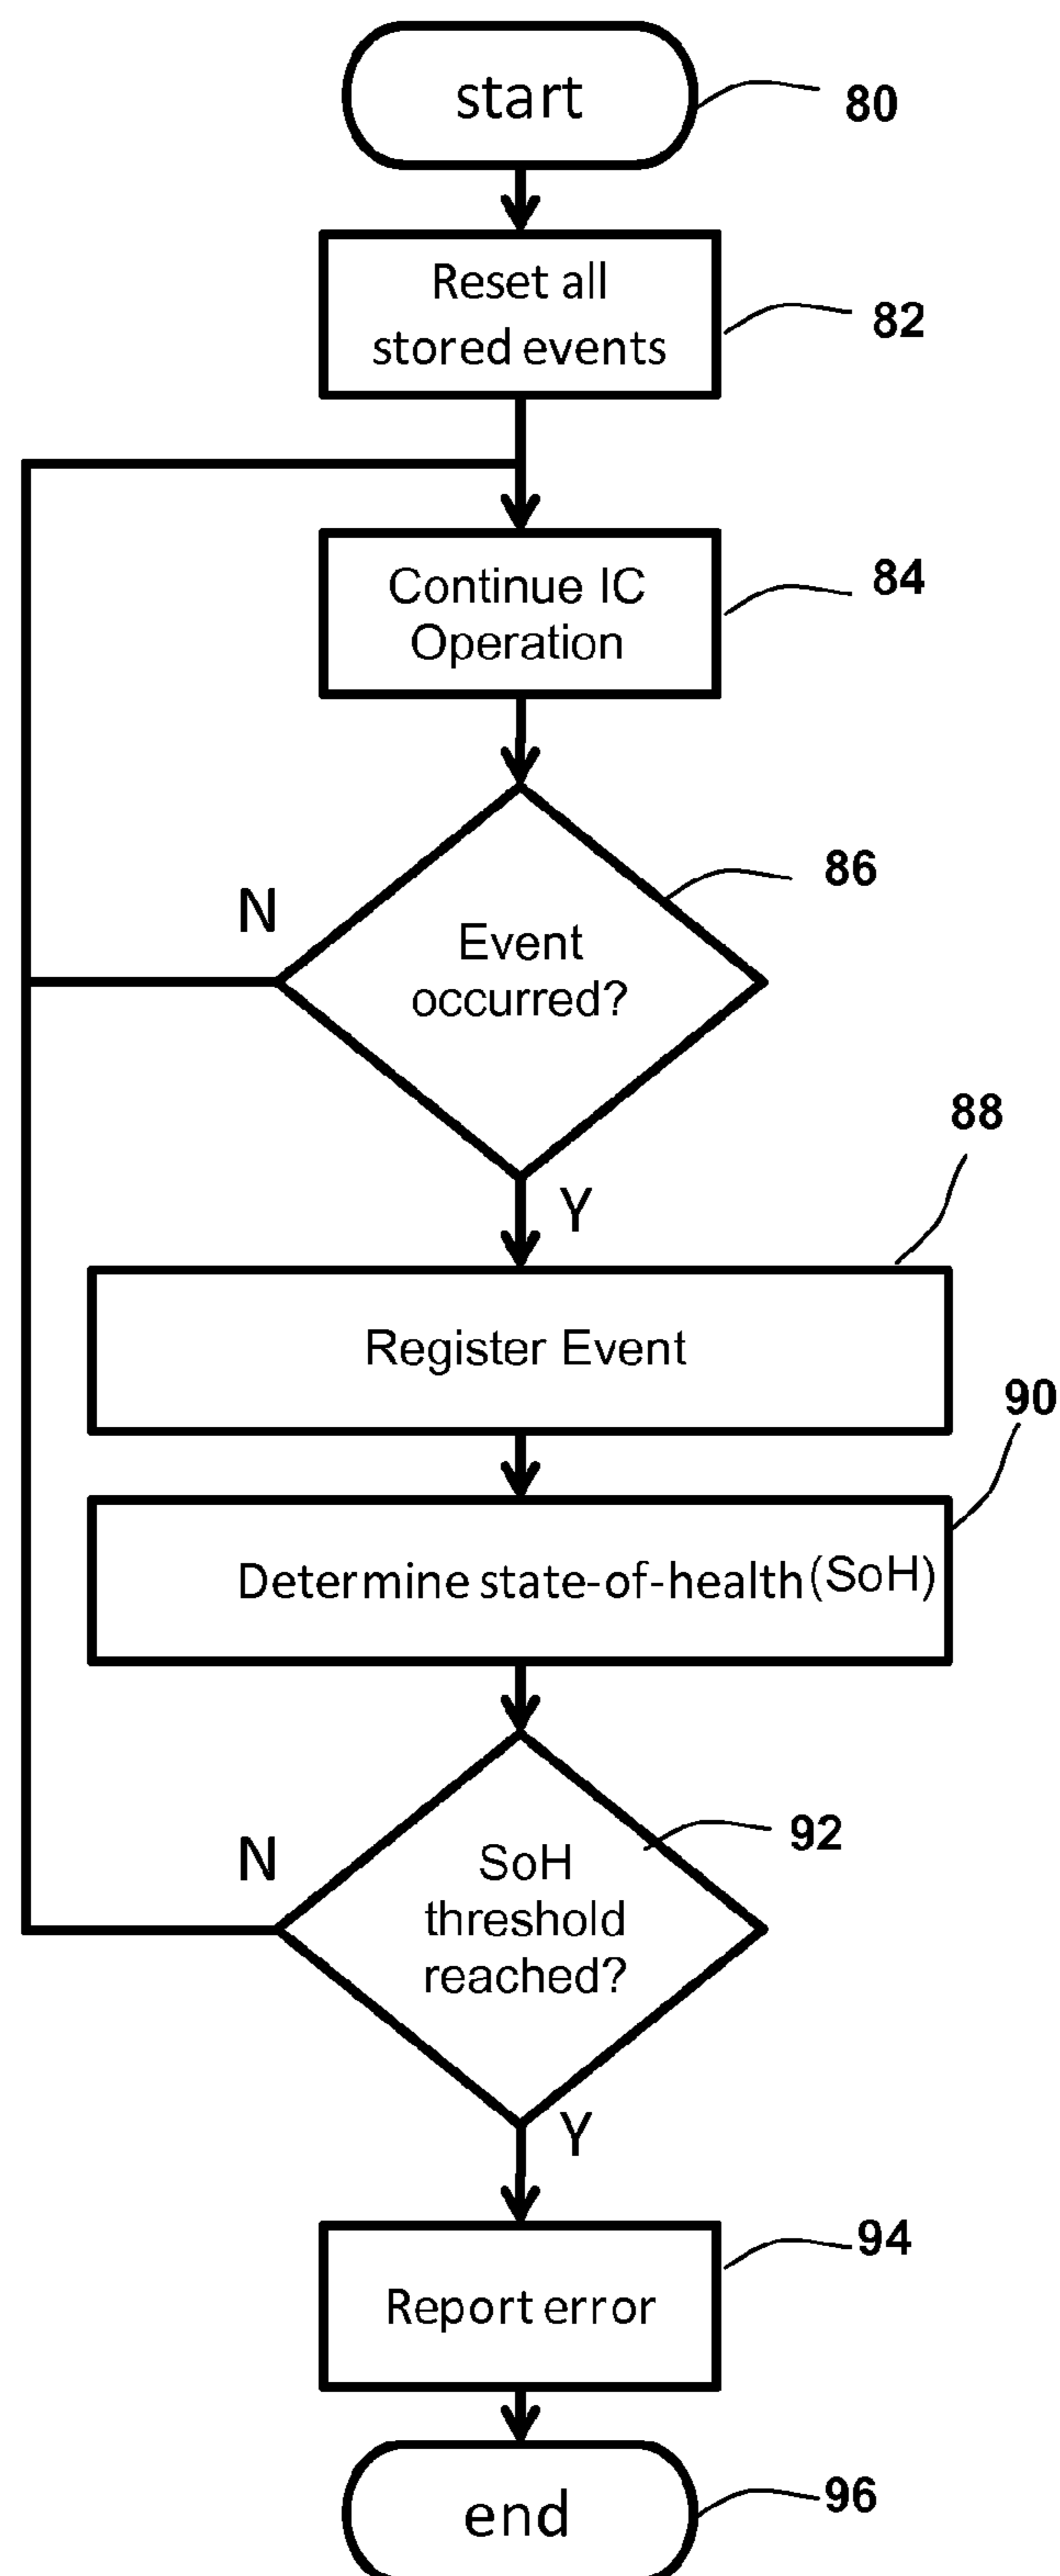 start
80
Reset all
stored events
82
Continue IC
Operation
84
86
N
Event
occurred?
88
Y
Register Event
90
Determine state-of-health (SoH)
92
N
SoH
threshold
reached?
Y
94
Report error
end
96